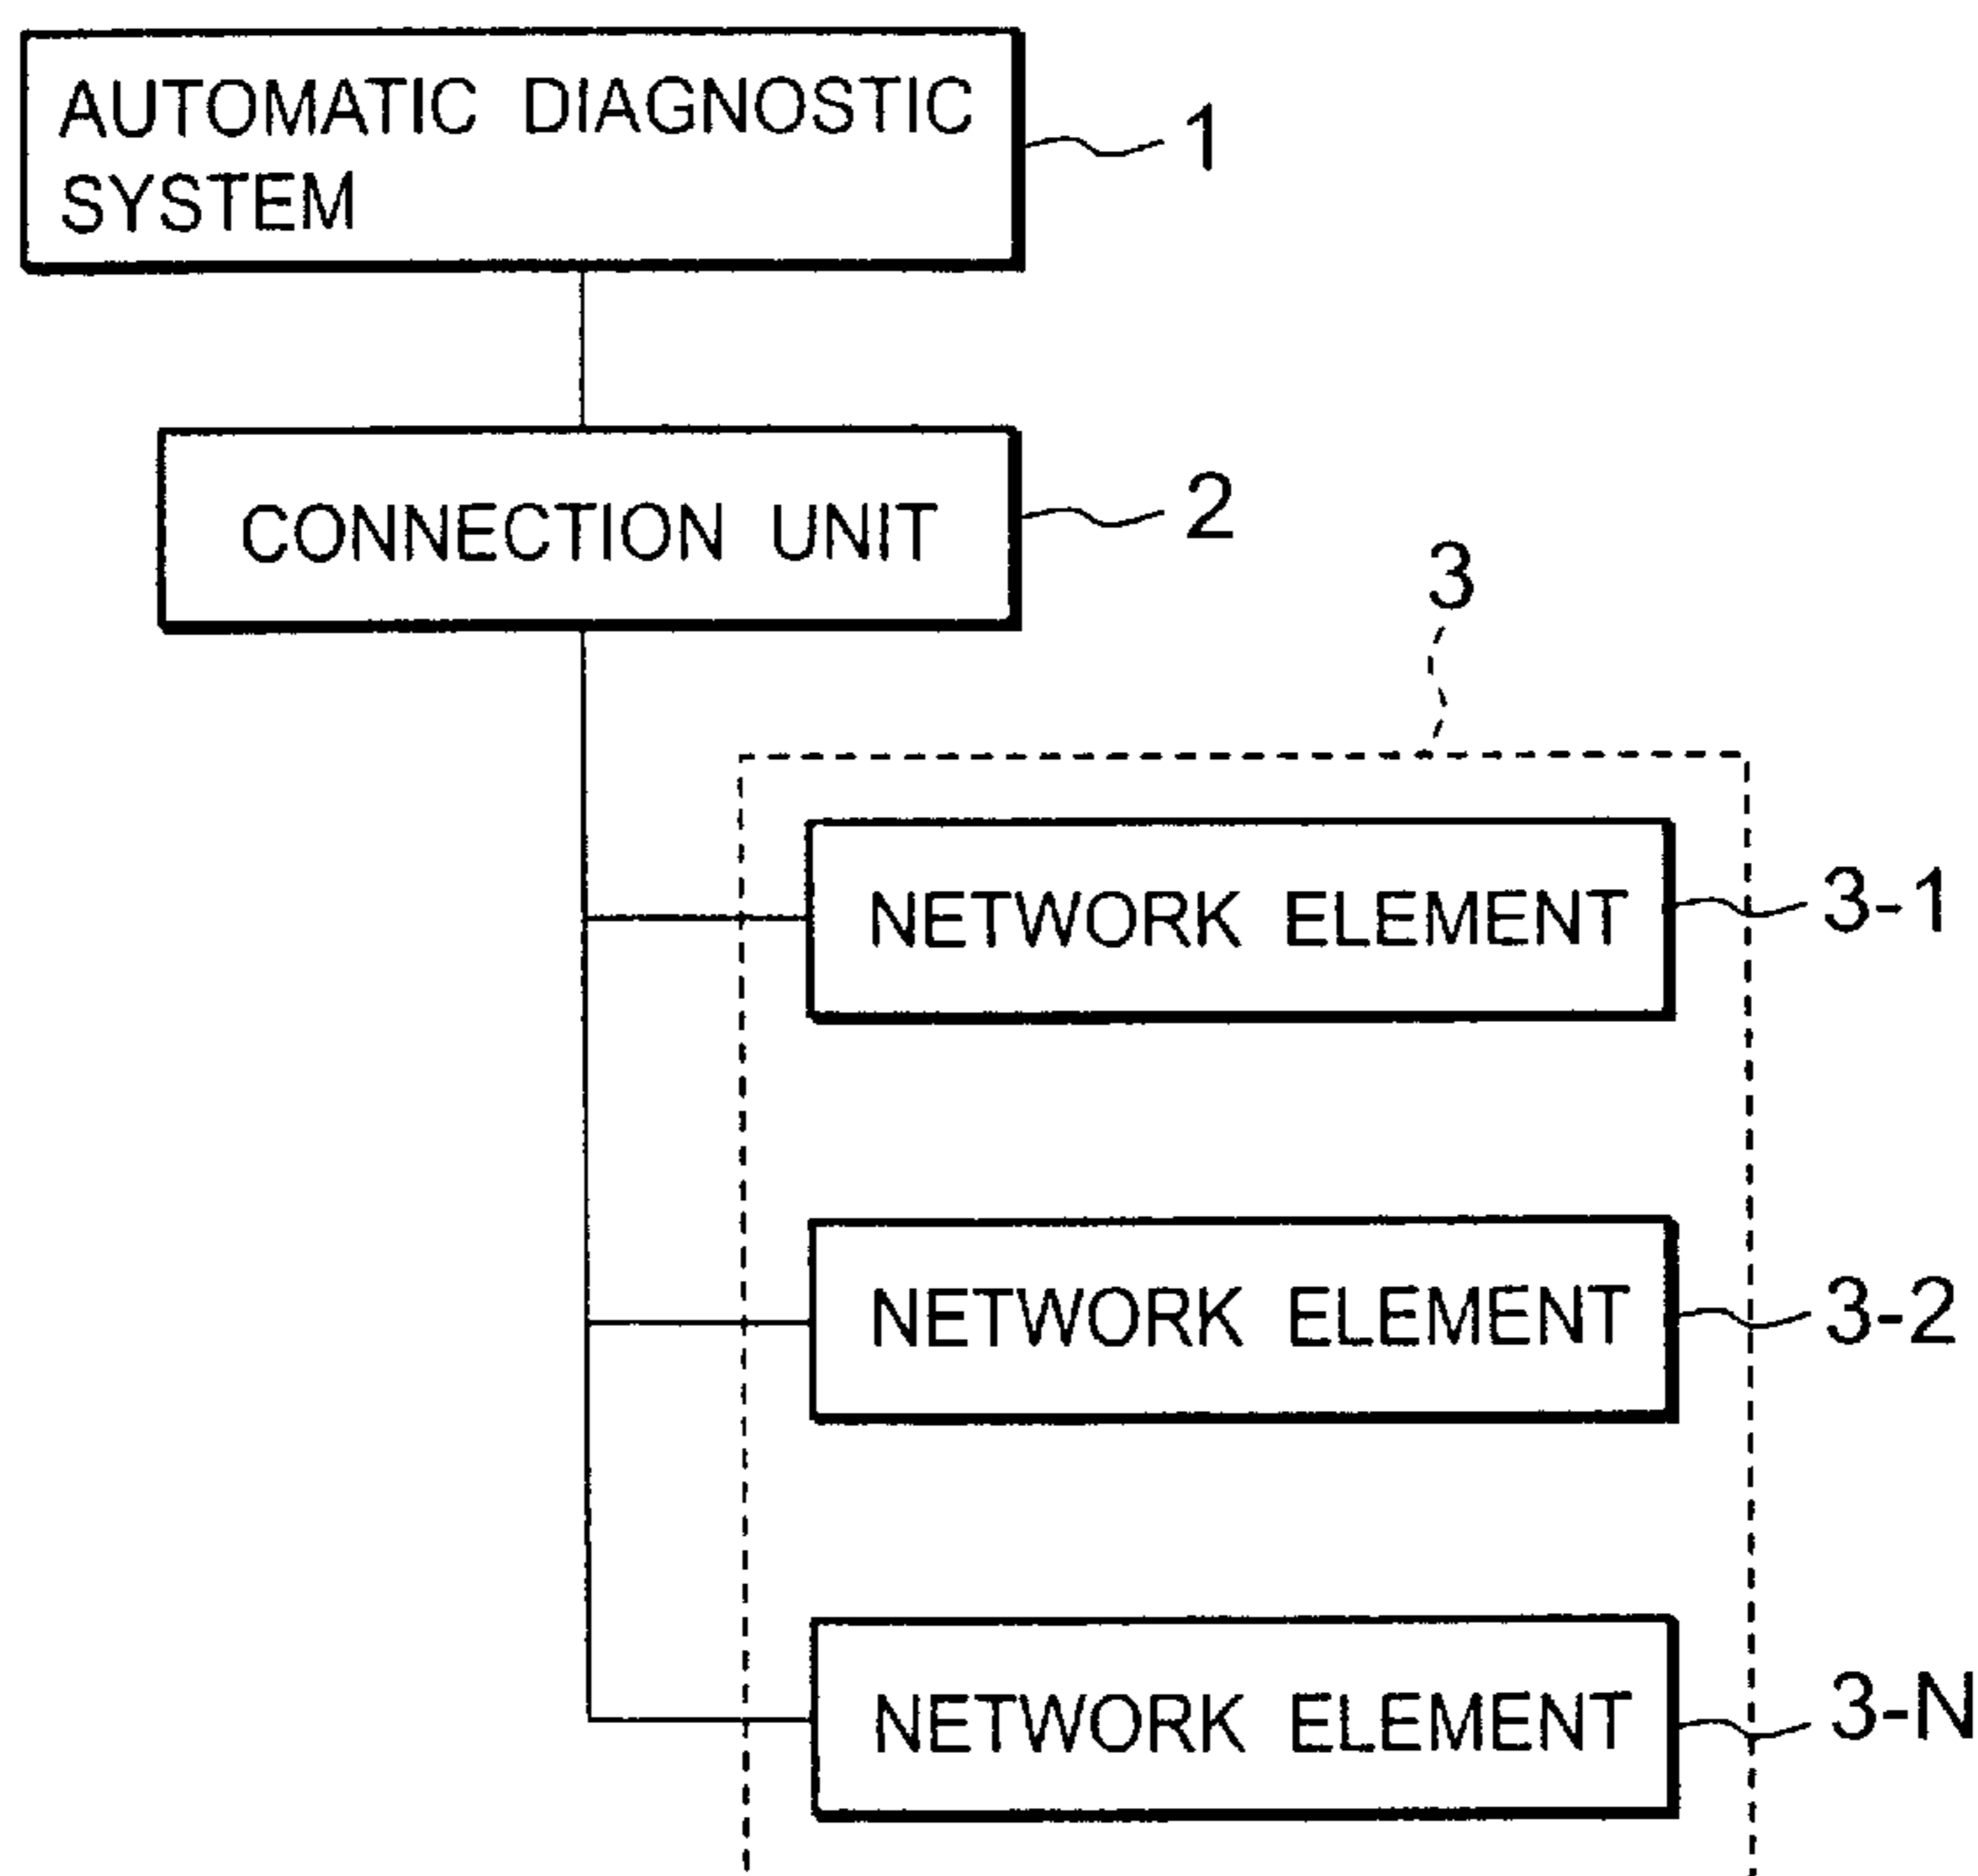 AUTOMATIC DIAGNOSTIC
SYSTEM
1
CONNECTION UNIT
2
3
NETWORK ELEMENT
3-1
NETWORK ELEMENT
3-2
NETWORK ELEMENT
3-N